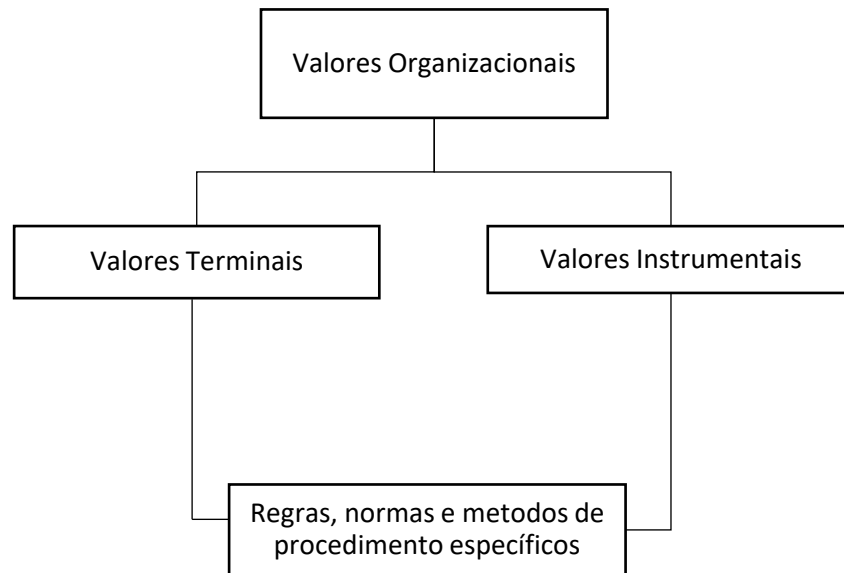 Valores Organizacionais
Valores Terminais
Valores Instrumentais
Regras, normas e metodos de
procedimento específicos